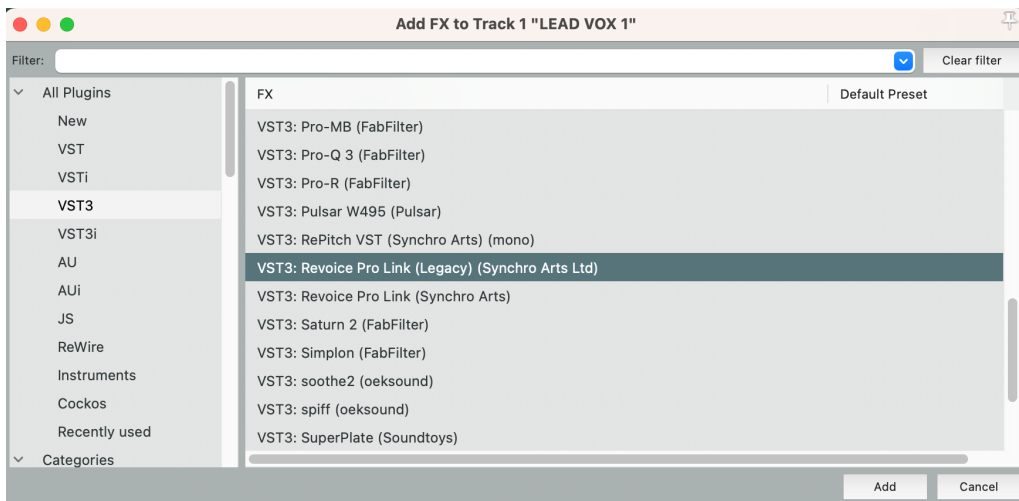 Add FX to Track 1 "LEAD VOX 1"
Filter:
Clear filter
All Plugins
New
VST
VSTi
VST3
VST3i
AU
AUi
JS
ReWire
Instruments
Cockos
Recently used
Categories
FX
Default Preset
VST3: Pro-MB (FabFilter)
VST3: Pro-Q 3 (FabFilter)
VST3: Pro-R (FabFilter)
VST3: Pulsar W495 (Pulsar)
VST3: RePitch VST (Synchro Arts) (mono)
VST3: Revoice Pro Link (Legacy) (Synchro Arts Ltd)
VST3: Revoice Pro Link (Synchro Arts)
VST3: Saturn 2 (FabFilter)
VST3: Simplon (FabFilter)
VST3: soothe2 (oeksound)
VST3: spiff (oeksound)
VST3: SuperPlate (Soundtoys)
Add
Cancel